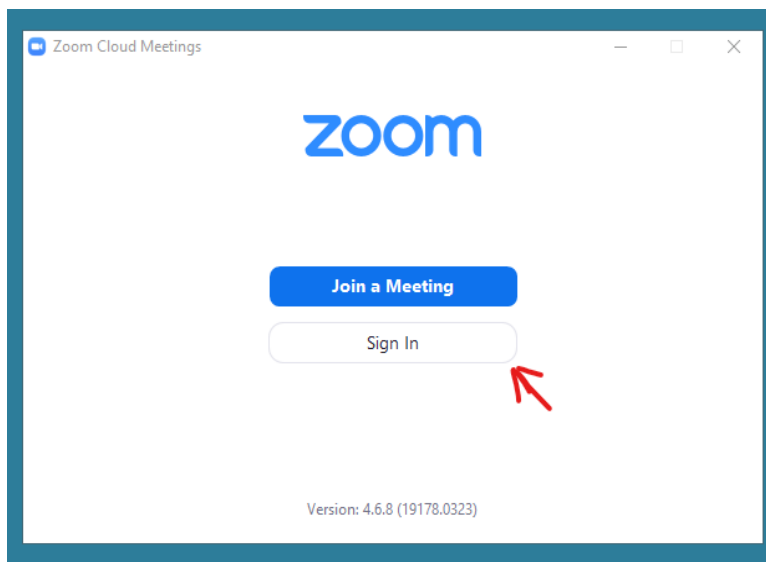 Zoom Cloud Meetings
zoom
Join a Meeting
Sign In
Version: 4.6.8 (19178.0323)